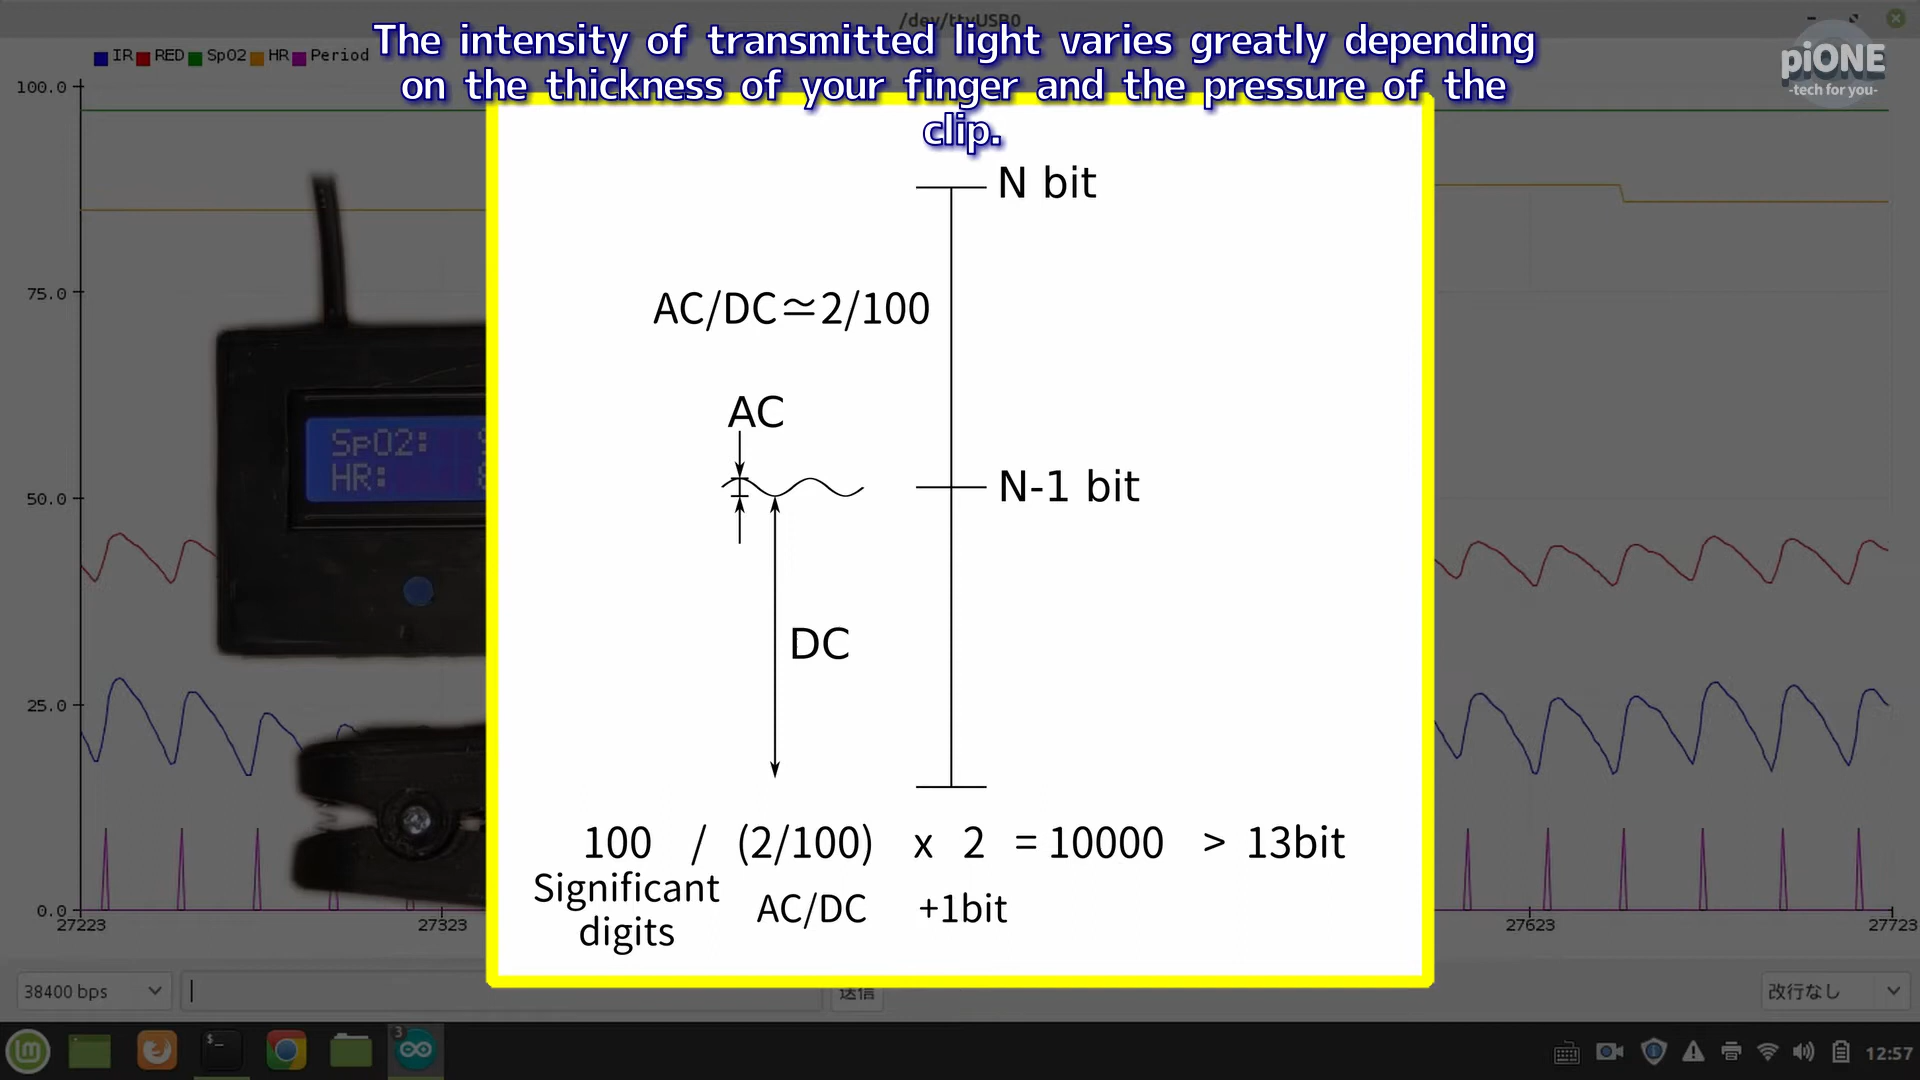 /dev/ttyUSB0
The intensity of transmitted light varies greatly depending
on the thickness of your finger and the pressure of the
clip.
piONE
-tech for you-
IR RED SpO2 HR Period
100.0
75.0
50.0
25.0
0.0
N bit
AC/DC≃2/100
AC
N-1 bit
DC
SpO2:
HR:
100 / (2/100) x 2 = 10000 > 13bit
Significant
digits
AC/DC
+1bit
27223
27323
27623
27723
38400 bps
送信
改行なし
$_
3
12:57